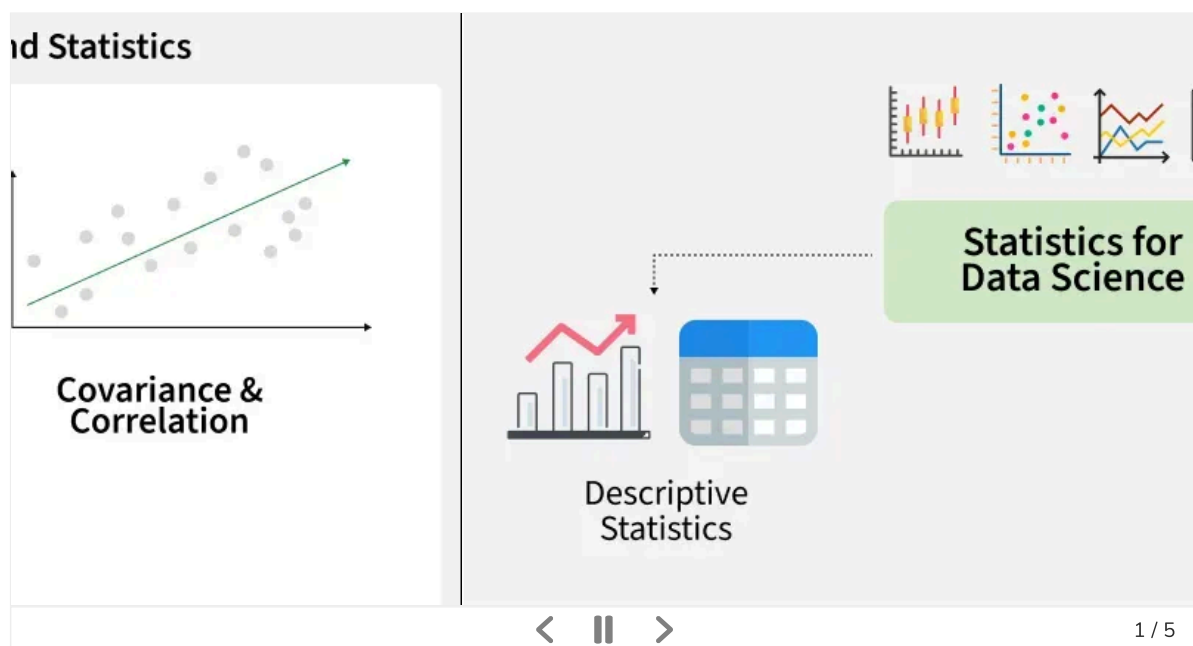 nd Statistics
Covariance &
Correlation
Statistics for
Data Science
Descriptive
Statistics
1 / 5